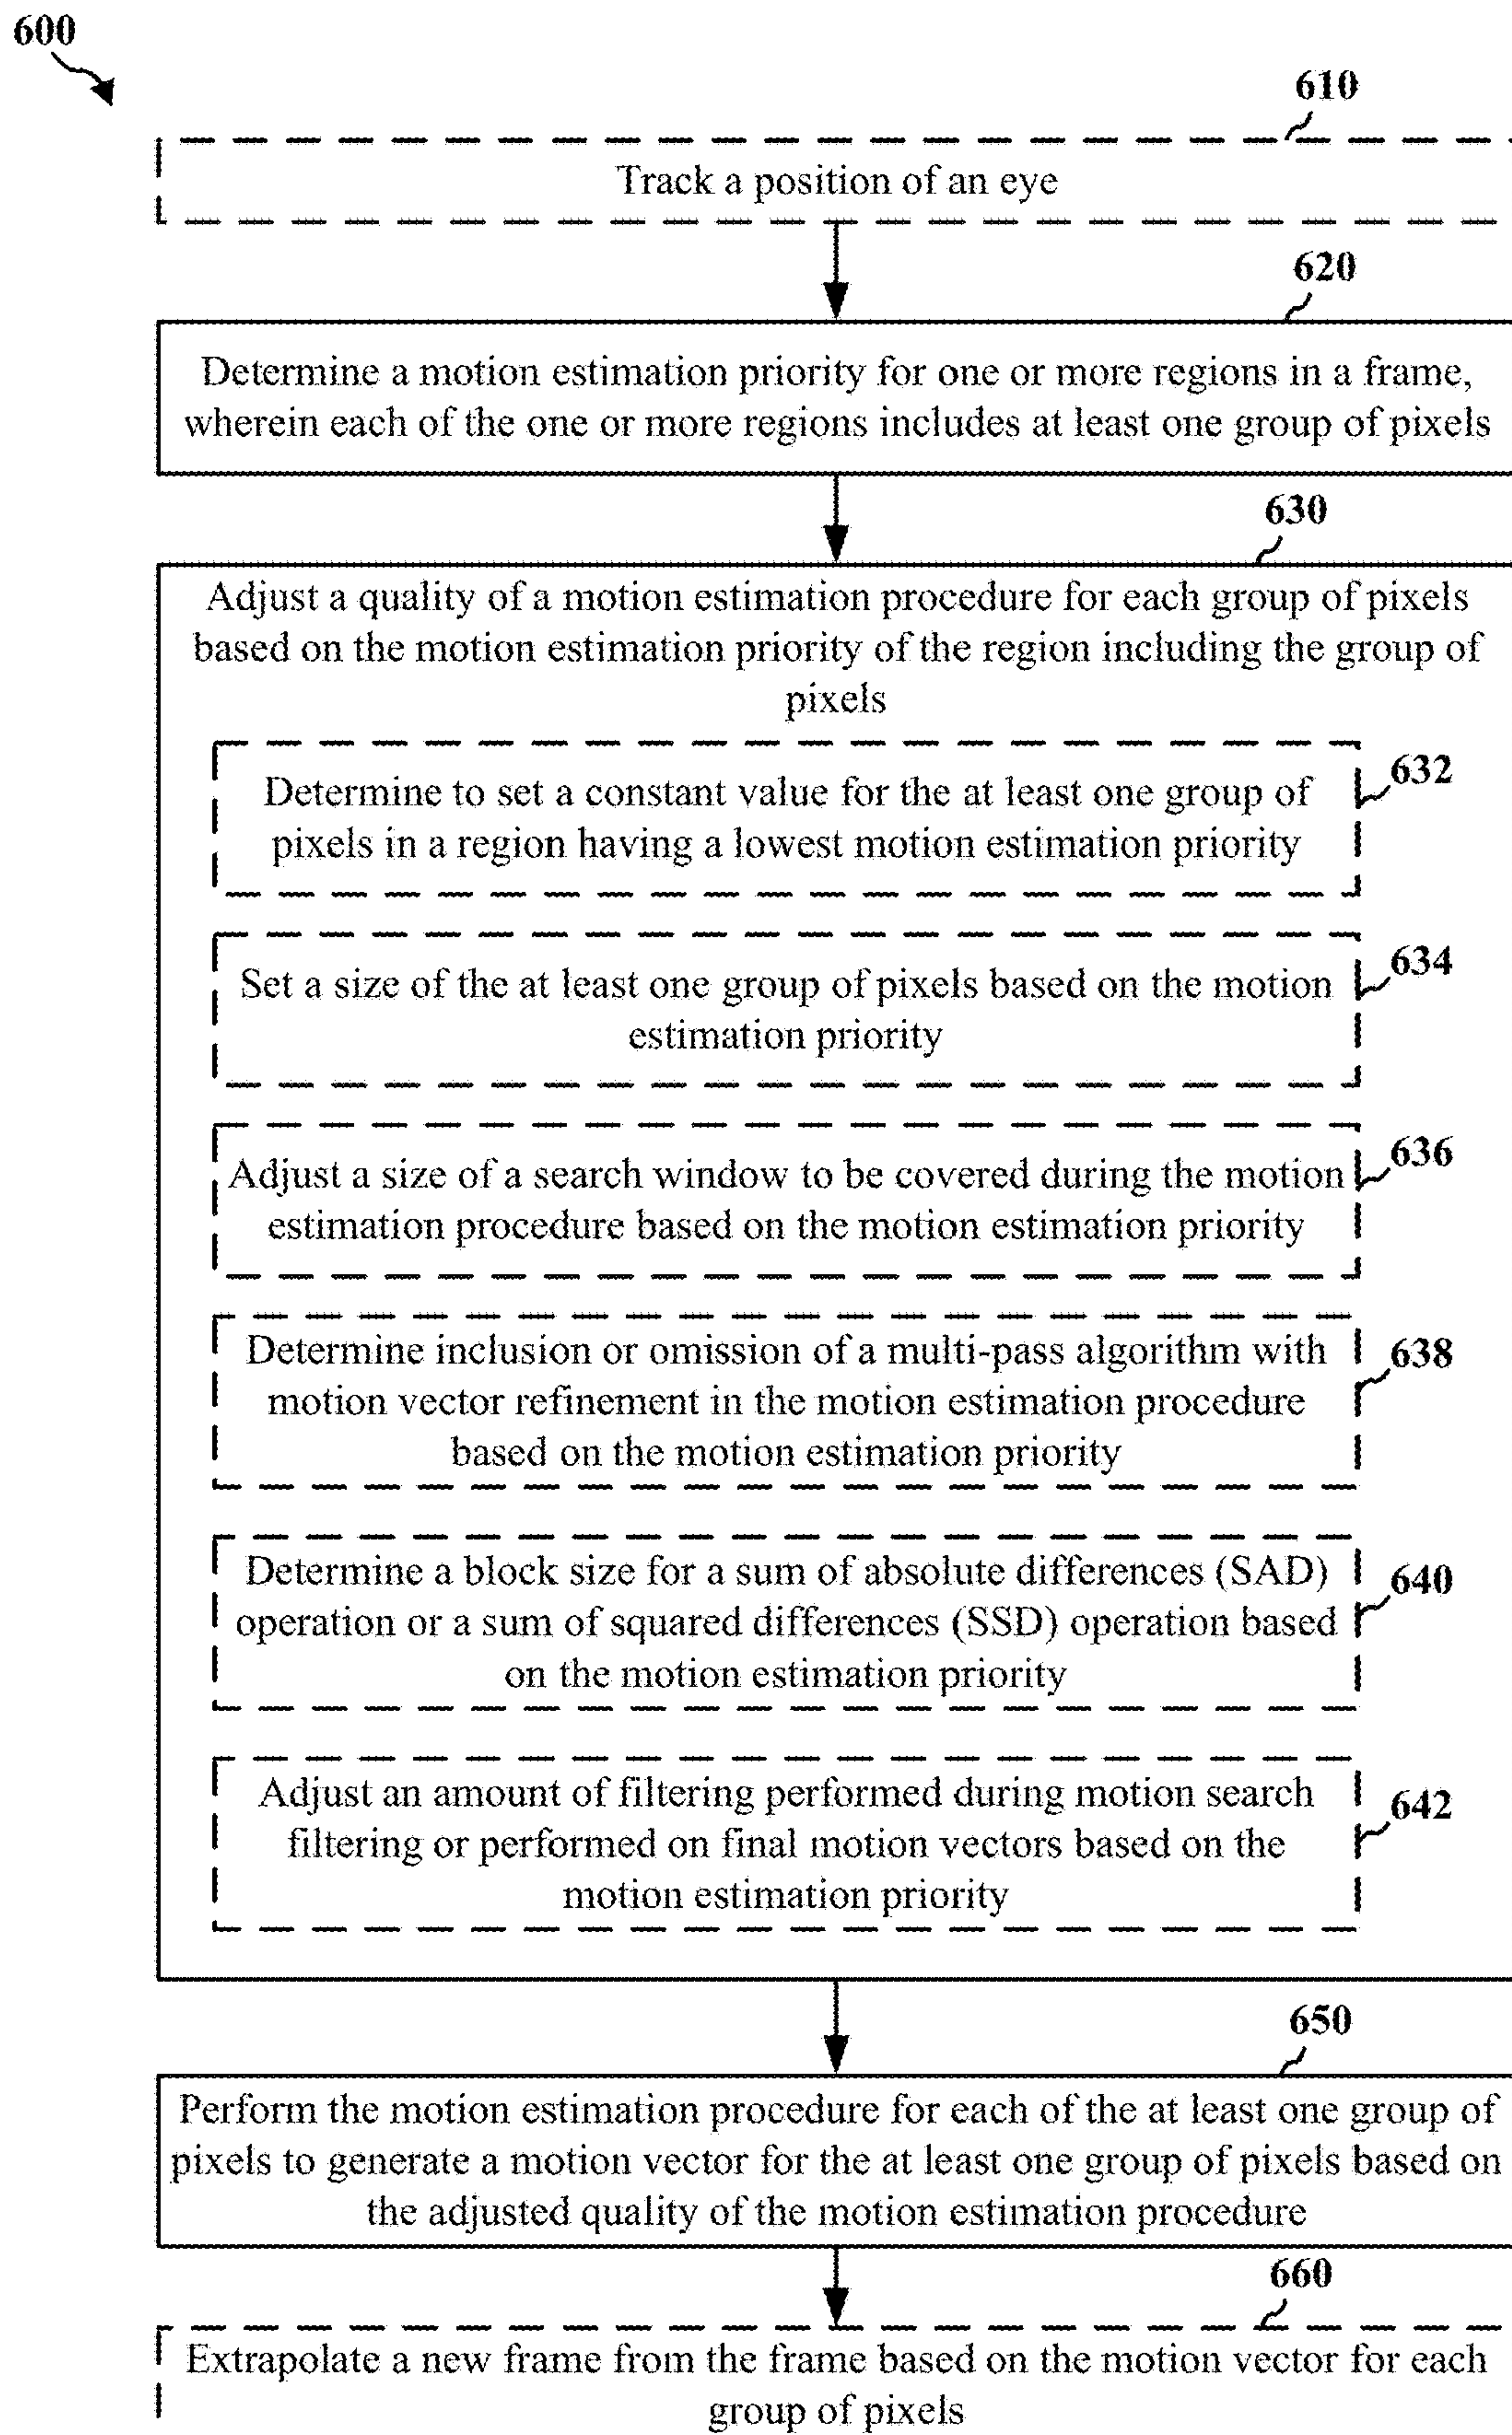 600
610
Track a position of an eye
620
Determine a motion estimation priority for one or more regions in a frame,
wherein each of the one or more regions includes at least one group of pixels
630
Adjust a quality of a motion estimation procedure for each group of pixels
based on the motion estimation priority of the region including the group of
pixels
632
Determine to set a constant value for the at least one group of
pixels in a region having a lowest motion estimation priority
634
Set a size of the at least one group of pixels based on the motion
estimation priority
636
Adjust a size of a search window to be covered during the motion
estimation procedure based on the motion estimation priority
638
Determine inclusion or omission of a multi-pass algorithm with
motion vector refinement in the motion estimation procedure
based on the motion estimation priority
640
Determine a block size for a sum of absolute differences (SAD)
operation or a sum of squared differences (SSD) operation based
on the motion estimation priority
642
Adjust an amount of filtering performed during motion search
filtering or performed on final motion vectors based on the
motion estimation priority
650
Perform the motion estimation procedure for each of the at least one group of
pixels to generate a motion vector for the at least one group of pixels based on
the adjusted quality of the motion estimation procedure
660
Extrapolate a new frame from the frame based on the motion vector for each
group of pixels